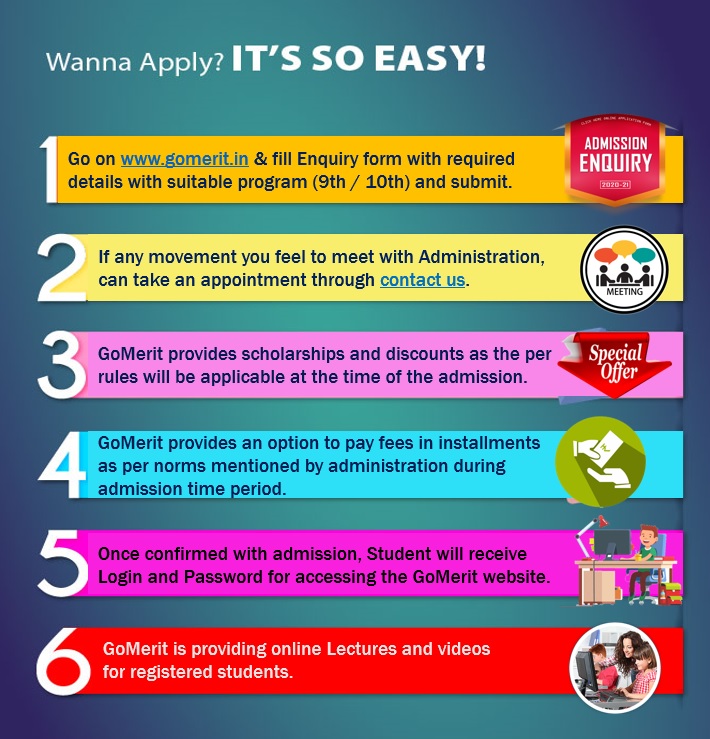 Wanna Apply? IT'S SO EASY!
1
Go on www.gomerit.in & fill Enquiry form with required
details with suitable program (9th / 10th) and submit.
CLICK HERE ONLINE APPLICATION FORM
ADMISSION
ENQUIRY
2020-21
2
If any movement you feel to meet with Administration,
can take an appointment through contact us.
MEETING
3
GoMerit provides scholarships and discounts as the per
rules will be applicable at the time of the admission.
Special
Offer
4
GoMerit provides an option to pay fees in installments
as per norms mentioned by administration during
admission time period.
5
Once confirmed with admission, Student will receive
Login and Password for accessing the GoMerit website.
6
GoMerit is providing online Lectures and videos
for registered students.